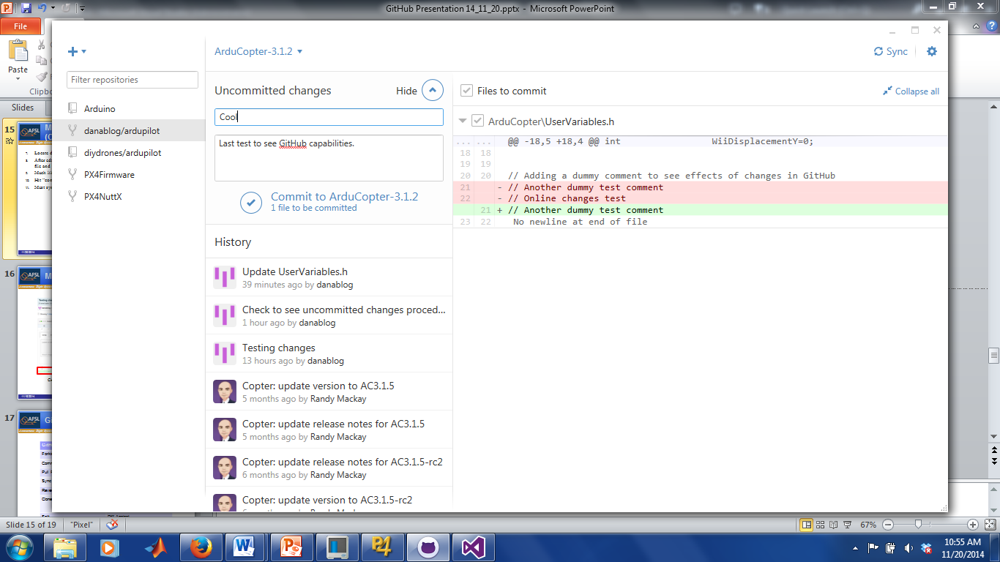 GitHub Presentation 14_11_20.pptx - Microsoft PowerPoint
File
Paste
Slides
ArduCopter-3.1.2
Sync
Filter repositories
Arduino
danablog/ardupilot
diydrones/ardupilot
PX4Firmware
PX4NuttX
Uncommitted changes
Hide
Cool
Last test to see GitHub capabilities.
Commit to ArduCopter-3.1.2
1 file to be committed
History
Update UserVariables.h
39 minutes ago by danablog
Check to see uncommitted changes proced...
1 hour ago by danablog
Testing changes
13 hours ago by danablog
Copter: update version to AC3.1.5
5 months ago by Randy Mackay
Copter: update release notes for AC3.1.5
5 months ago by Randy Mackay
Copter: update release notes for AC3.1.5-rc2
6 months ago by Randy Mackay
Copter: update version to AC3.1.5-rc2
Files to commit
Collapse all
ArduCopter\UserVariables.h
... ... @@ -18,5 +18,4 @@ int WiiDisplacementY=0;
18 18
19 19
20 20 // Adding a dummy comment to see effects of changes in GitHub
21 - // Another dummy test comment
22 - // Online changes test
21 + // Another dummy test comment
23 22 No newline at end of file
15
AFSL
16
AFSL
17
AFSL
Slide 15 of 19
"Pixel"
67%
10:55 AM
11/20/2014